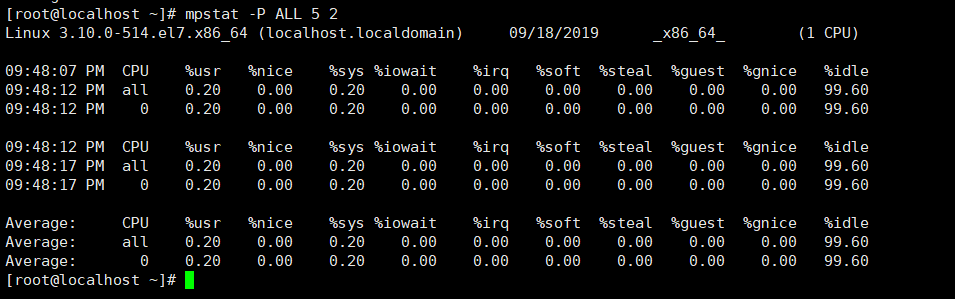 [root@localhost ~]# mpstat -P ALL 5 2
Linux 3.10.0-514.el7.x86_64 (localhost.localdomain)     09/18/2019      _x86_64_        (1 CPU)

09:48:07 PM  CPU    %usr   %nice    %sys %iowait    %irq   %soft  %steal  %guest  %gnice   %idle
09:48:12 PM  all    0.20    0.00    0.20    0.00    0.00    0.00    0.00    0.00    0.00   99.60
09:48:12 PM    0    0.20    0.00    0.20    0.00    0.00    0.00    0.00    0.00    0.00   99.60

09:48:12 PM  CPU    %usr   %nice    %sys %iowait    %irq   %soft  %steal  %guest  %gnice   %idle
09:48:17 PM  all    0.20    0.00    0.20    0.00    0.00    0.00    0.00    0.00    0.00   99.60
09:48:17 PM    0    0.20    0.00    0.20    0.00    0.00    0.00    0.00    0.00    0.00   99.60

Average:     CPU    %usr   %nice    %sys %iowait    %irq   %soft  %steal  %guest  %gnice   %idle
Average:     all    0.20    0.00    0.20    0.00    0.00    0.00    0.00    0.00    0.00   99.60
Average:       0    0.20    0.00    0.20    0.00    0.00    0.00    0.00    0.00    0.00   99.60
[root@localhost ~]#